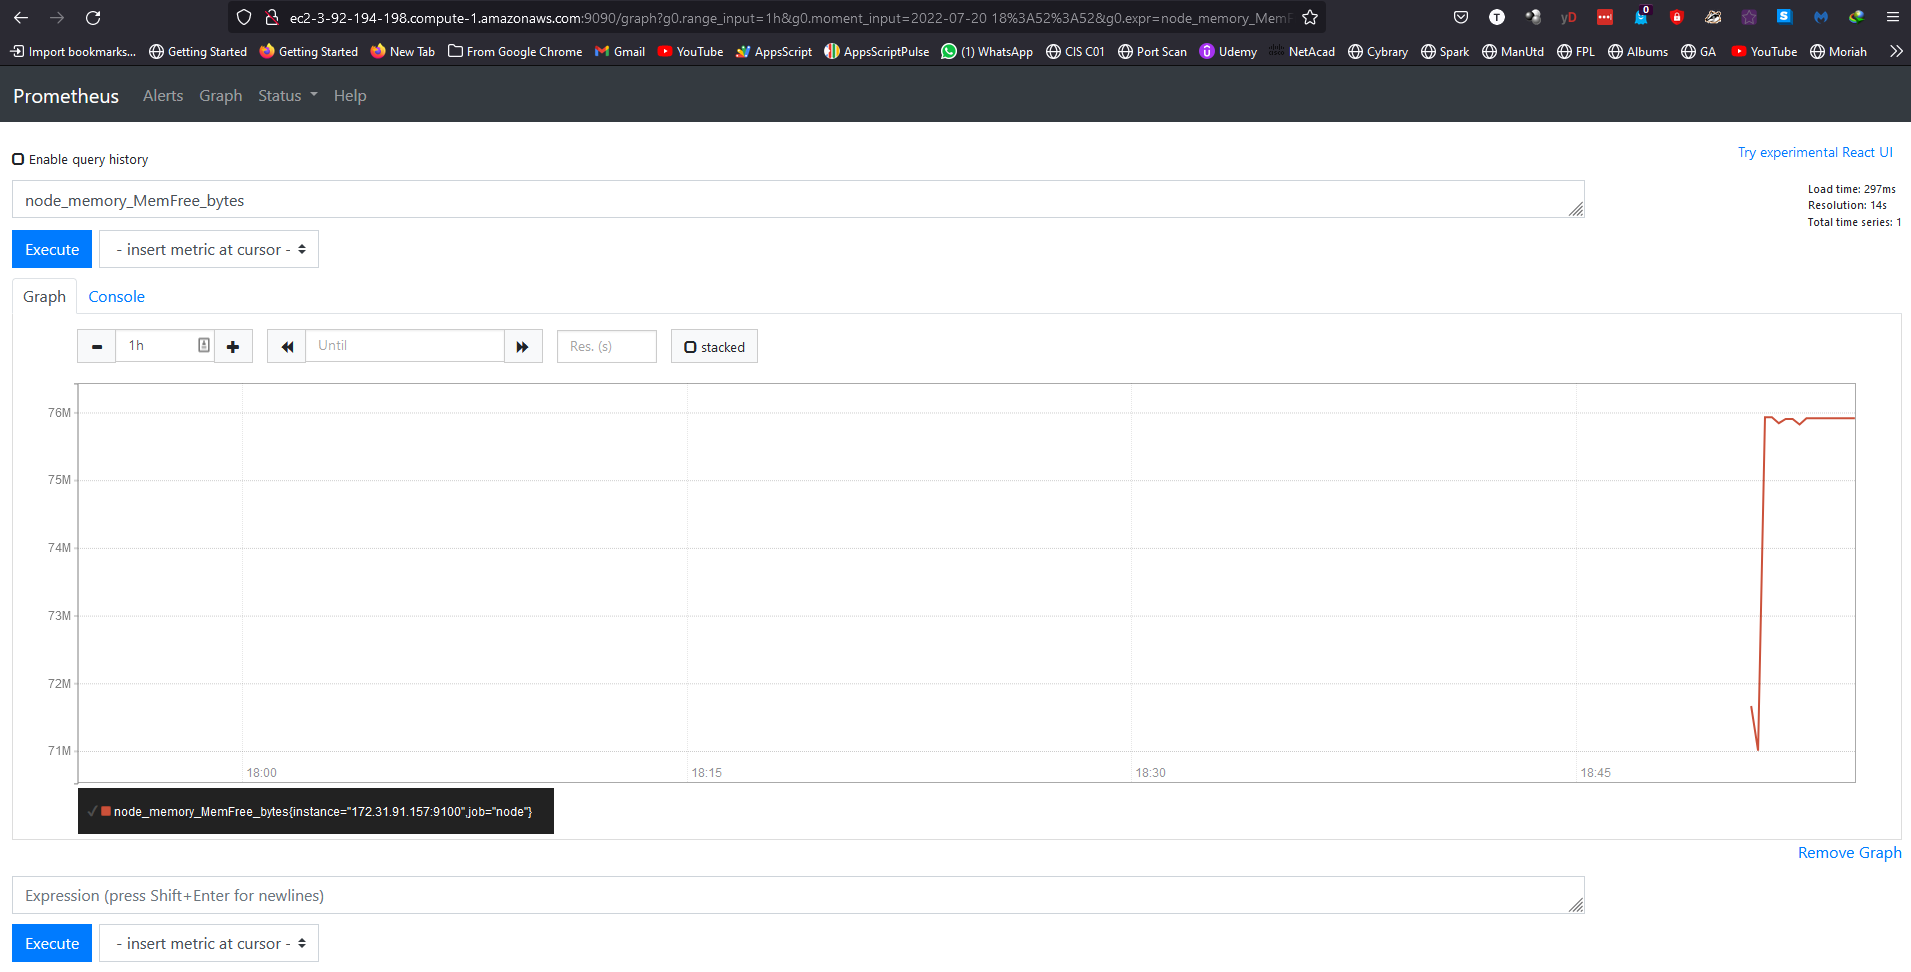 ec2-3-92-194-198.compute-1.amazonaws.com:9090/graph?g0.range_input=1h&g0.moment_input=2022-07-20 18%3A52%3A52&g0.expr=node_memory_MemF
T yD 0 S
Import bookmarks... Getting Started Getting Started New Tab From Google Chrome Gmail YouTube AppsScript AppsScriptPulse (1) WhatsApp CIS C01 Port Scan Udemy NetAcad Cybrary Spark ManUtd FPL Albums GA YouTube Moriah
Prometheus Alerts Graph Status Help
Enable query history
Try experimental React UI
node_memory_MemFree_bytes
Load time: 297ms
Resolution: 14s
Total time series: 1
Execute - insert metric at cursor -
Graph Console
1h Until Res. (s) stacked
76M
75M
74M
73M
72M
71M
18:00 18:15 18:30 18:45
node_memory_MemFree_bytes{instance="172.31.91.157:9100",job="node"}
Remove Graph
Expression (press Shift+Enter for newlines)
Execute - insert metric at cursor -